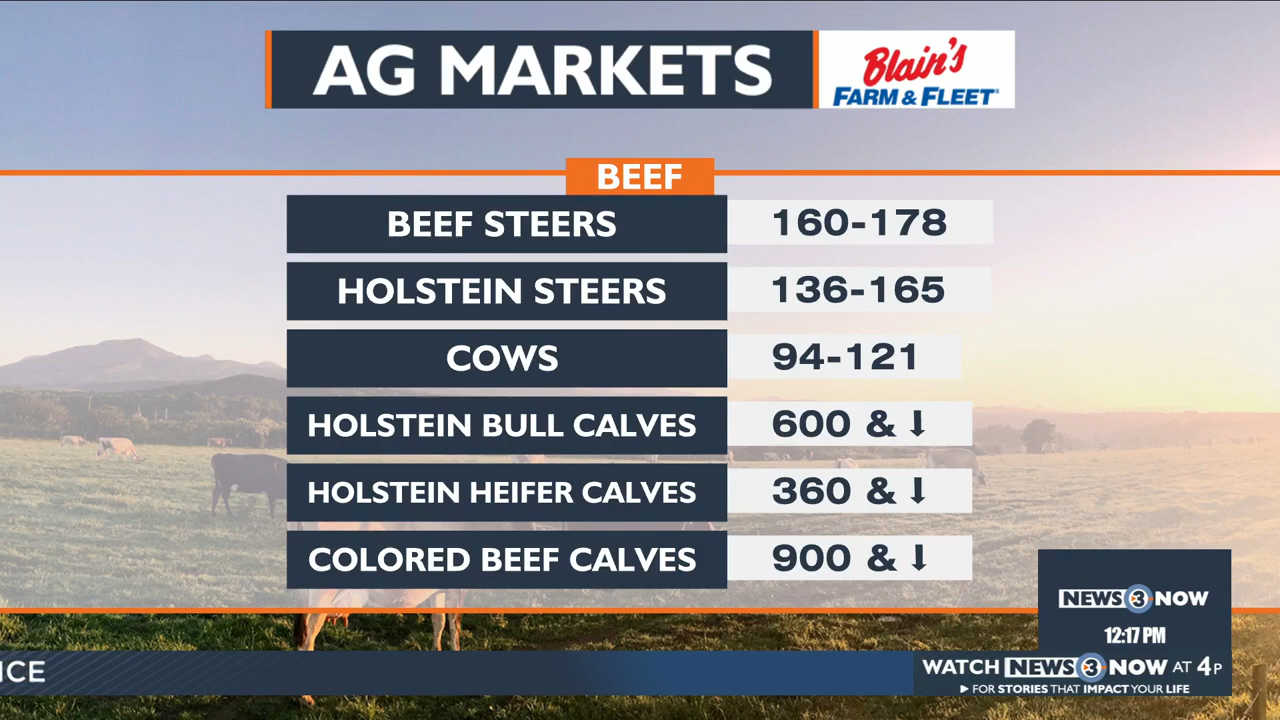 AG MARKETS
Blain's
FARM & FLEET
BEEF
BEEF STEERS 160-178
HOLSTEIN STEERS 136-165
COWS 94-121
HOLSTEIN BULL CALVES 600 & ⬇
HOLSTEIN HEIFER CALVES 360 & ⬇
COLORED BEEF CALVES 900 & ⬇
NEWS 3 NOW
12:17 PM
WATCH NEWS 3 NOW AT 4P
▶ FOR STORIES THAT IMPACT YOUR LIFE